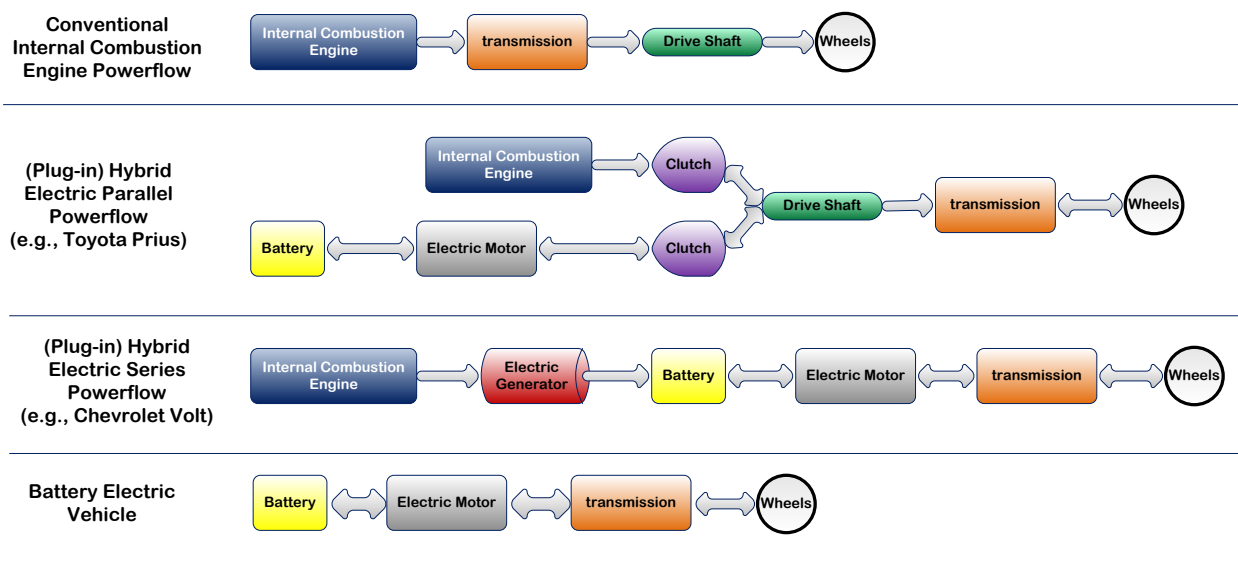 Conventional
Internal Combustion
Engine Powerflow
Internal Combustion
Engine
transmission
Drive Shaft
Wheels
(Plug-in) Hybrid
Electric Parallel
Powerflow
(e.g., Toyota Prius)
Internal Combustion
Engine
Clutch
Battery
Electric Motor
Clutch
Drive Shaft
transmission
Wheels
(Plug-in) Hybrid
Electric Series
Powerflow
(e.g., Chevrolet Volt)
Internal Combustion
Engine
Electric
Generator
Battery
Electric Motor
transmission
Wheels
Battery Electric
Vehicle
Battery
Electric Motor
transmission
Wheels